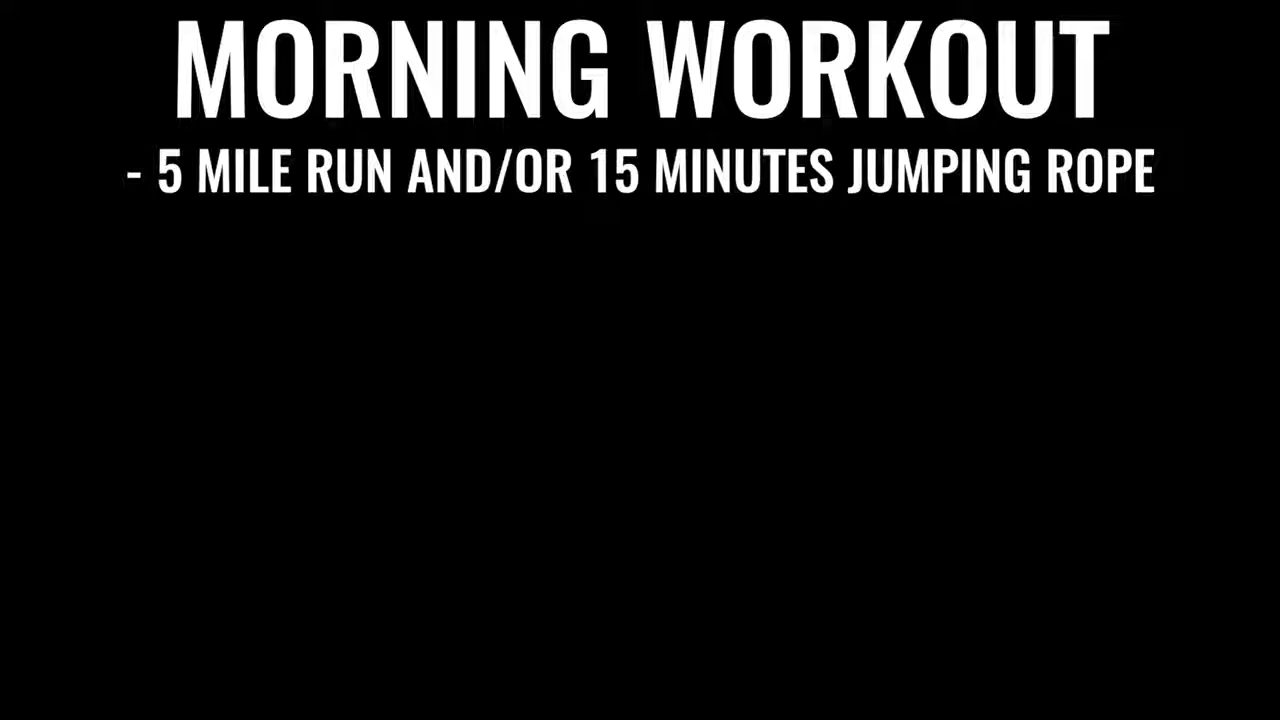 MORNING WORKOUT
- 5 MILE RUN AND/OR 15 MINUTES JUMPING ROPE